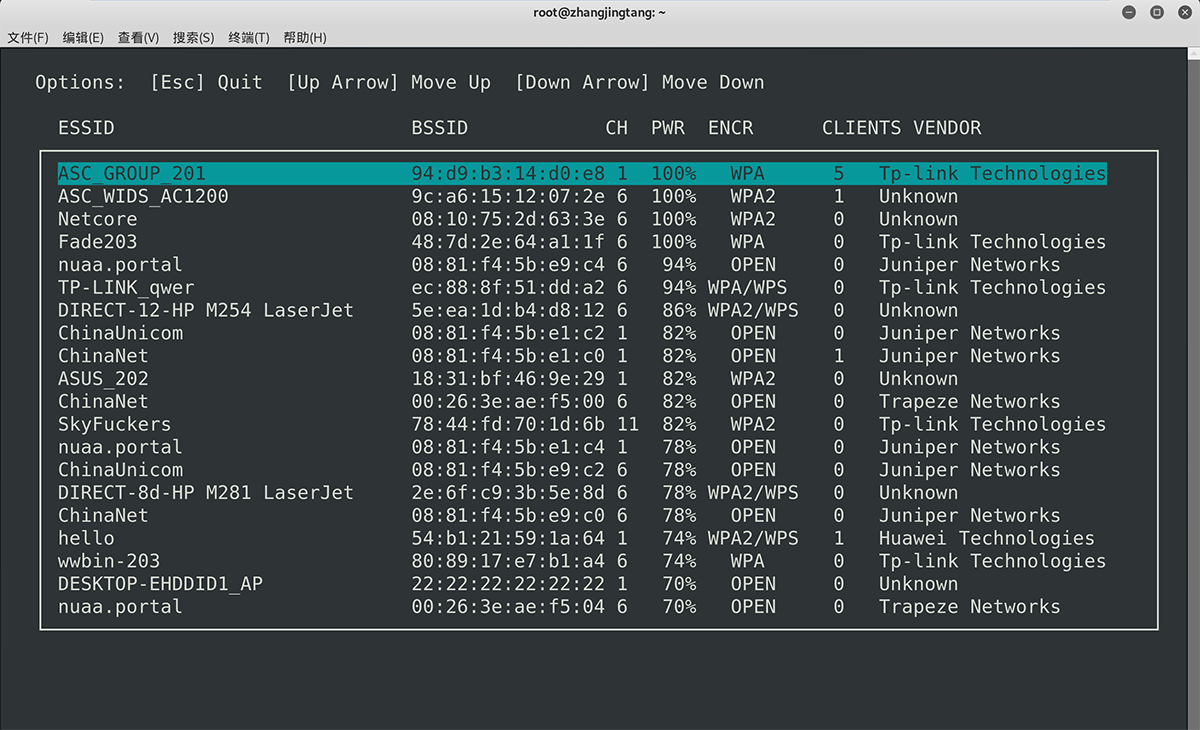 root@zhangjingtang: ~
文件(F) 编辑(E) 查看(V) 搜索(S) 终端(T) 帮助(H)
Options: [Esc] Quit [Up Arrow] Move Up [Down Arrow] Move Down
ESSID BSSID CH PWR ENCR CLIENTS VENDOR
ASC_GROUP_201 94:d9:b3:14:d0:e8 1 100% WPA 5 Tp-link Technologies
ASC_WIDS_AC1200 9c:a6:15:12:07:2e 6 100% WPA2 1 Unknown
Netcore 08:10:75:2d:63:3e 6 100% WPA2 0 Unknown
Fade203 48:7d:2e:64:a1:1f 6 100% WPA 0 Tp-link Technologies
nuaa.portal 08:81:f4:5b:e9:c4 6 94% OPEN 0 Juniper Networks
TP-LINK_qwer ec:88:8f:51:dd:a2 6 94% WPA/WPS 0 Tp-link Technologies
DIRECT-12-HP M254 LaserJet 5e:ea:1d:b4:d8:12 6 86% WPA2/WPS 0 Unknown
ChinaUnicom 08:81:f4:5b:e1:c2 1 82% OPEN 0 Juniper Networks
ChinaNet 08:81:f4:5b:e1:c0 1 82% OPEN 1 Juniper Networks
ASUS_202 18:31:bf:46:9e:29 1 82% WPA2 0 Unknown
ChinaNet 00:26:3e:ae:f5:00 6 82% OPEN 0 Trapeze Networks
SkyFuckers 78:44:fd:70:1d:6b 11 82% WPA2 0 Tp-link Technologies
nuaa.portal 08:81:f4:5b:e1:c4 1 78% OPEN 0 Juniper Networks
ChinaUnicom 08:81:f4:5b:e9:c2 6 78% OPEN 0 Juniper Networks
DIRECT-8d-HP M281 LaserJet 2e:6f:c9:3b:5e:8d 6 78% WPA2/WPS 0 Unknown
ChinaNet 08:81:f4:5b:e9:c0 6 78% OPEN 0 Juniper Networks
hello 54:b1:21:59:1a:64 1 74% WPA2/WPS 1 Huawei Technologies
wwbin-203 80:89:17:e7:b1:a4 6 74% WPA 0 Tp-link Technologies
DESKTOP-EHDDID1_AP 22:22:22:22:22:22 1 70% OPEN 0 Unknown
nuaa.portal 00:26:3e:ae:f5:04 6 70% OPEN 0 Trapeze Networks